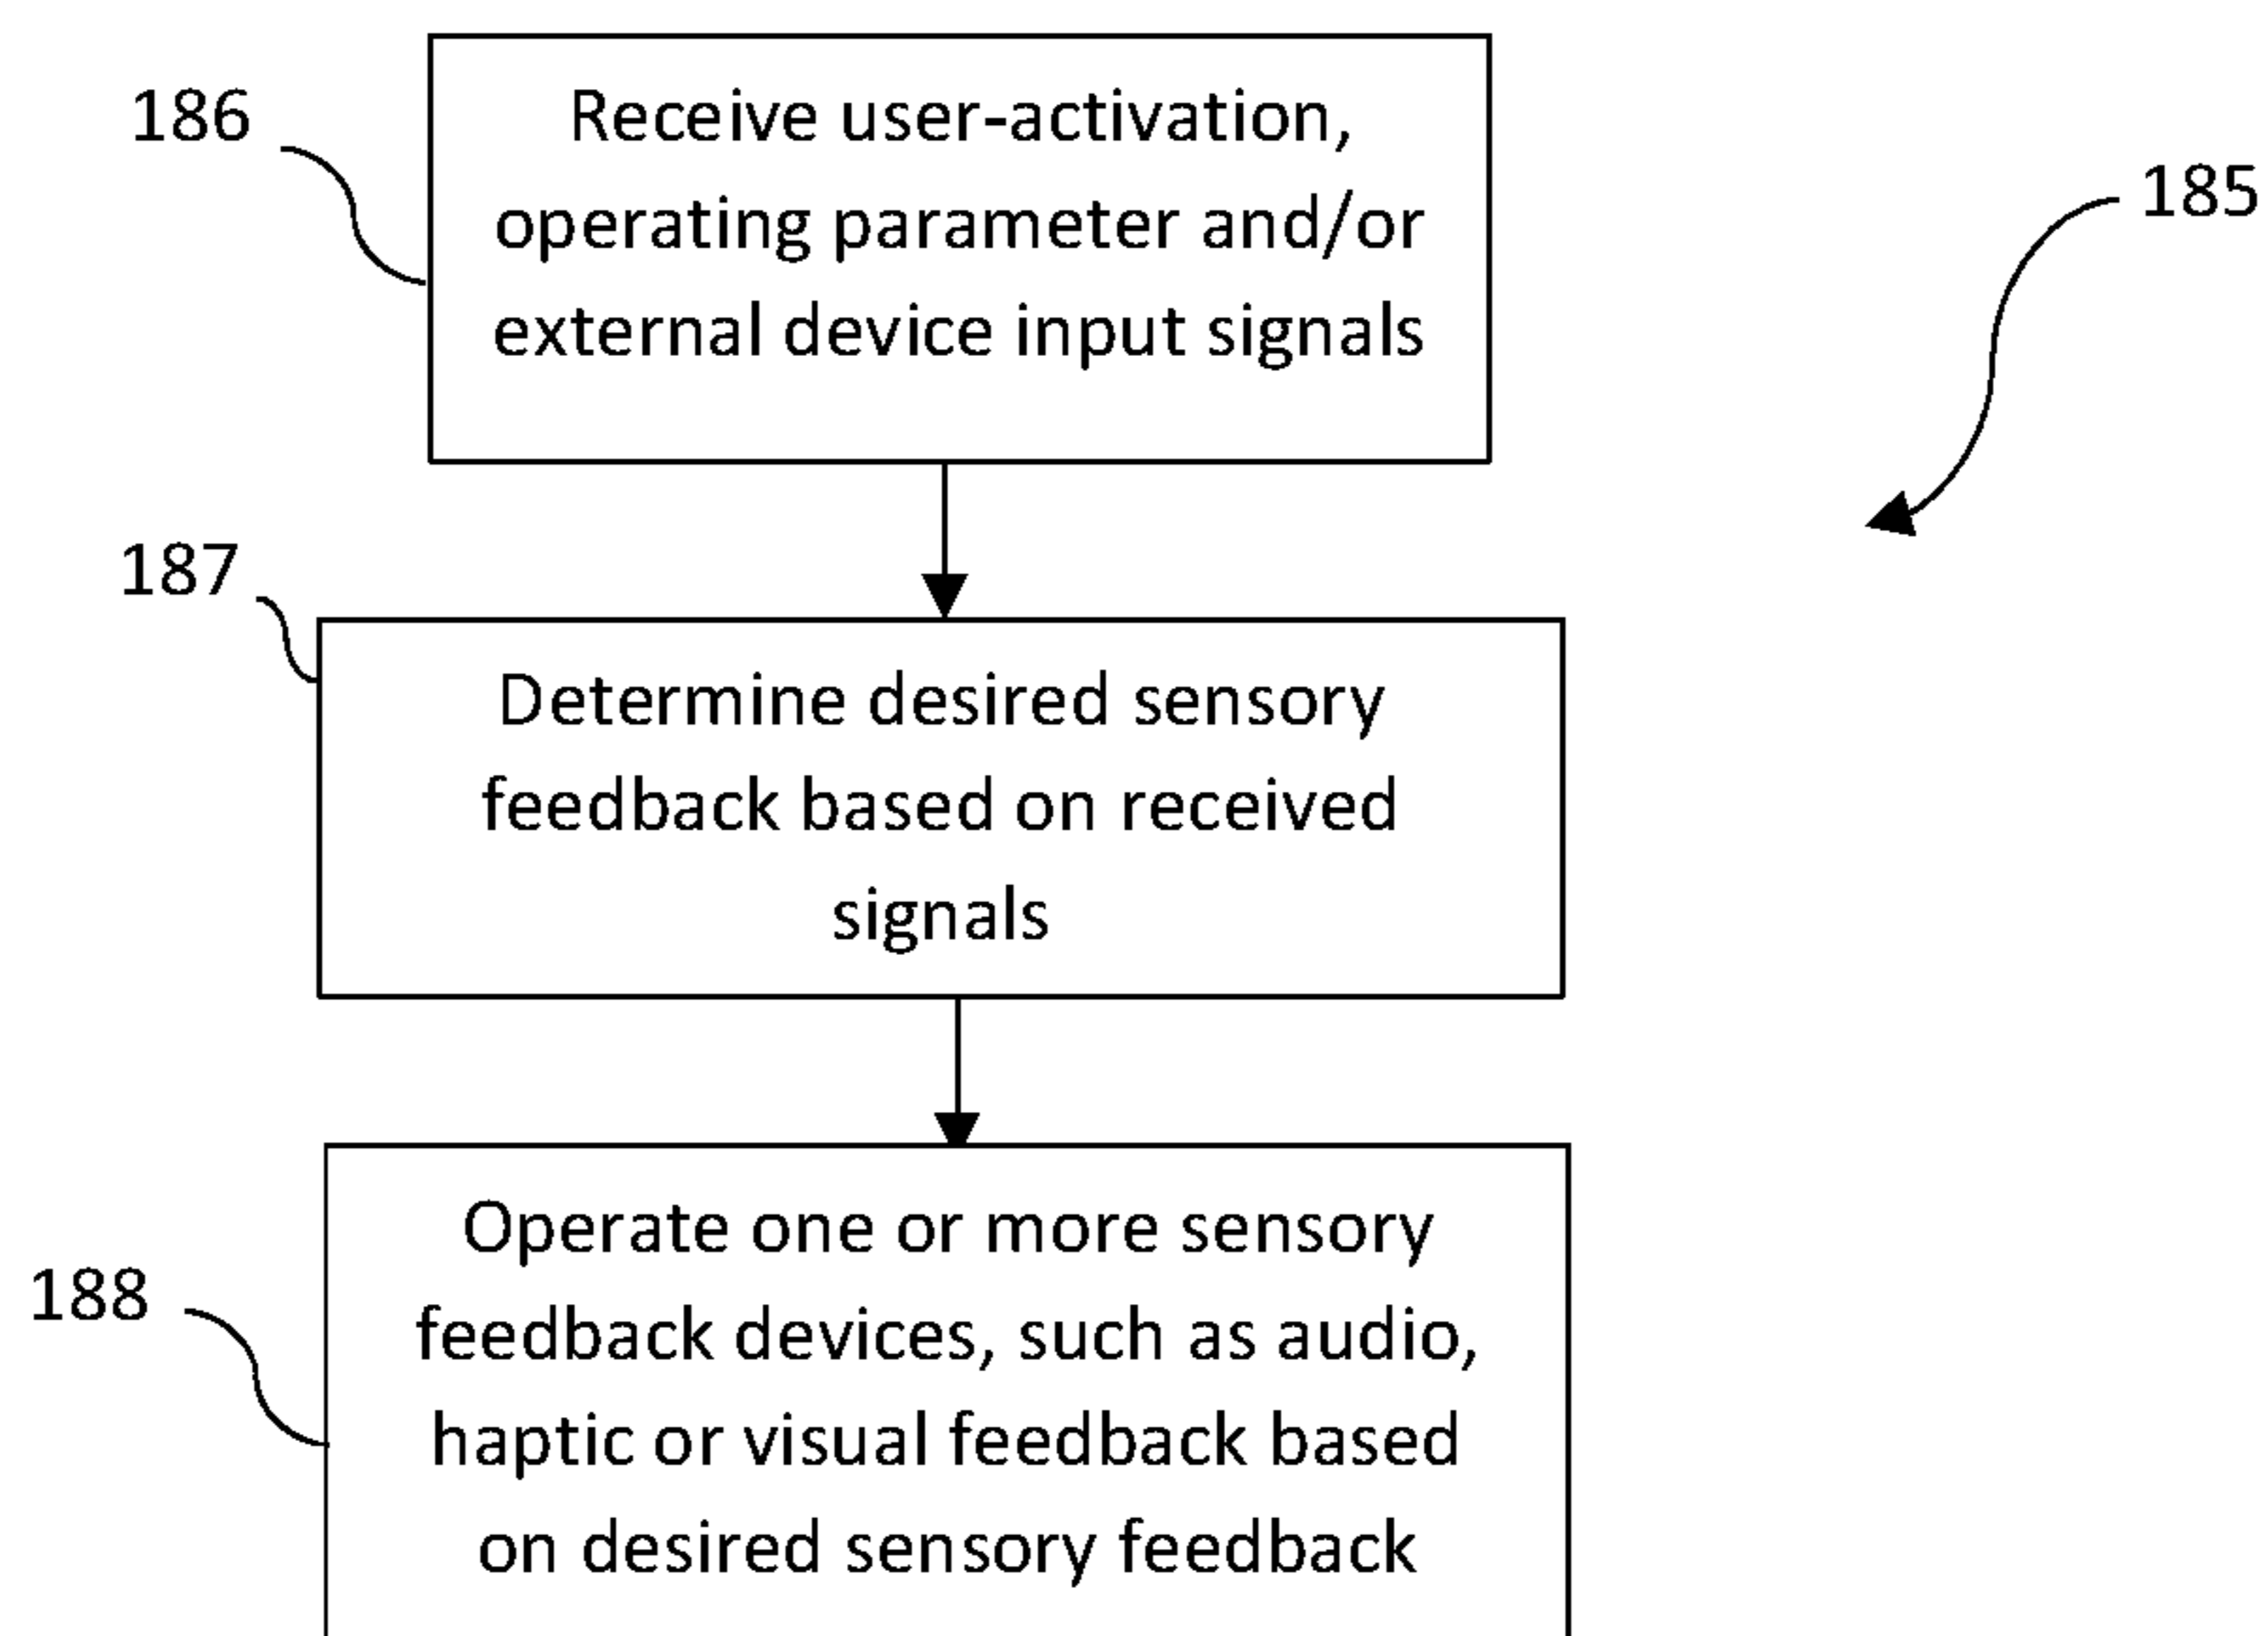 186
Receive user-activation,
operating parameter and/or
external device input signals
185
187
Determine desired sensory
feedback based on received
signals
188
Operate one or more sensory
feedback devices, such as audio,
haptic or visual feedback based
on desired sensory feedback